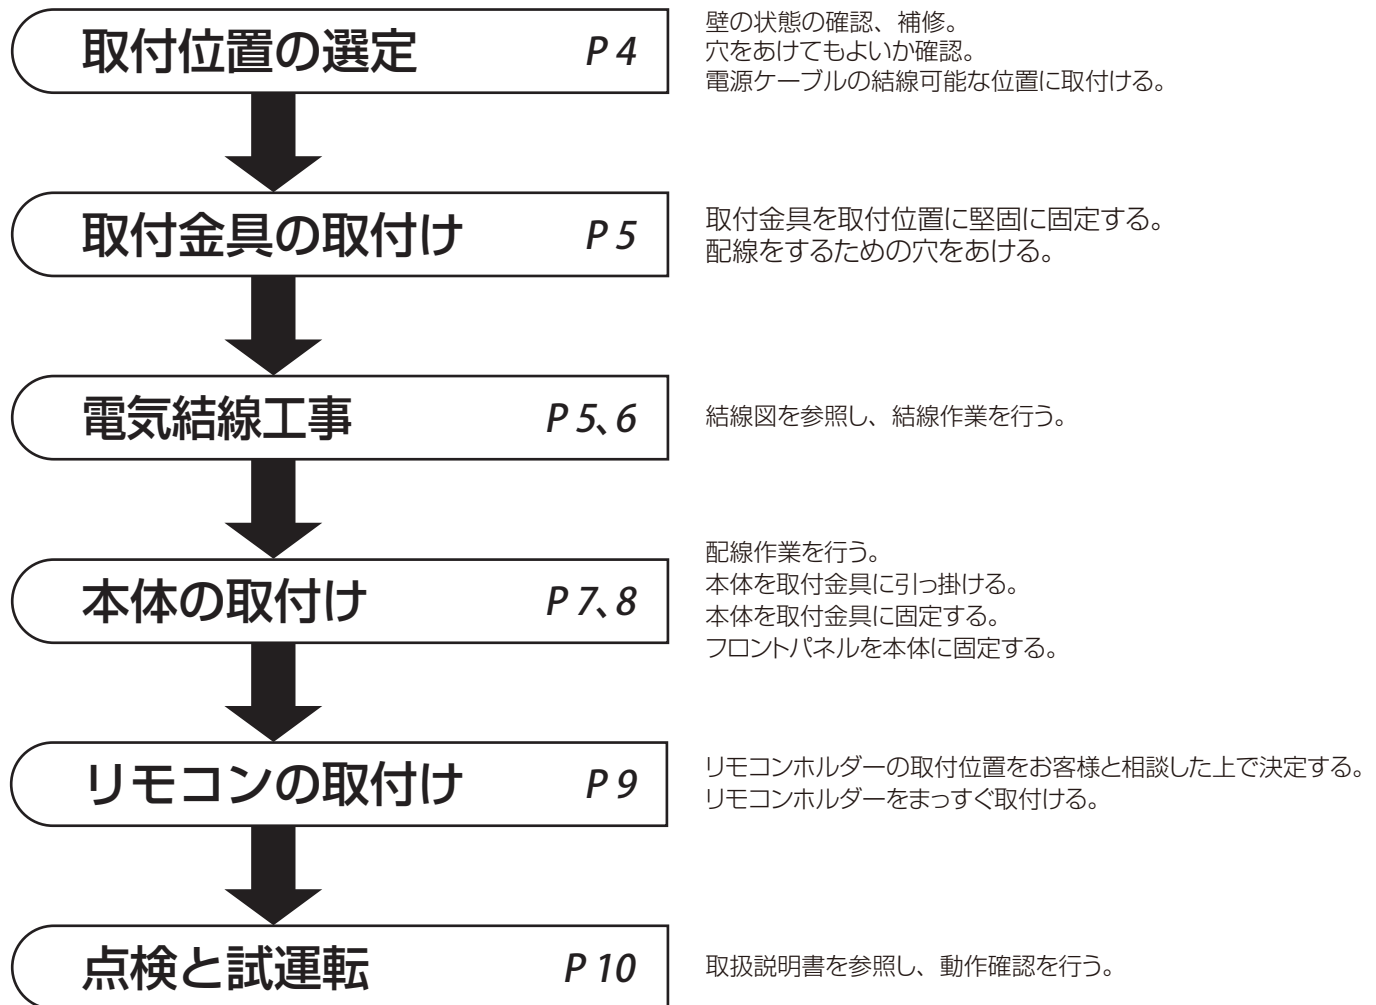 取付位置の選定 P 4
壁の状態の確認、補修。
穴をあけてもよいか確認。
電源ケーブルの結線可能な位置に取付ける。
取付金具の取付け P 5
取付金具を取付位置に堅固に固定する。
配線をするための穴をあける。
電気結線工事 P 5、6
結線図を参照し、結線作業を行う。
本体の取付け P 7、8
配線作業を行う。
本体を取付金具に引っ掛ける。
本体を取付金具に固定する。
フロントパネルを本体に固定する。
リモコンの取付け P 9
リモコンホルダーの取付位置をお客様と相談した上で決定する。
リモコンホルダーをまっすぐ取付ける。
点検と試運転 P 10
取扱説明書を参照し、動作確認を行う。